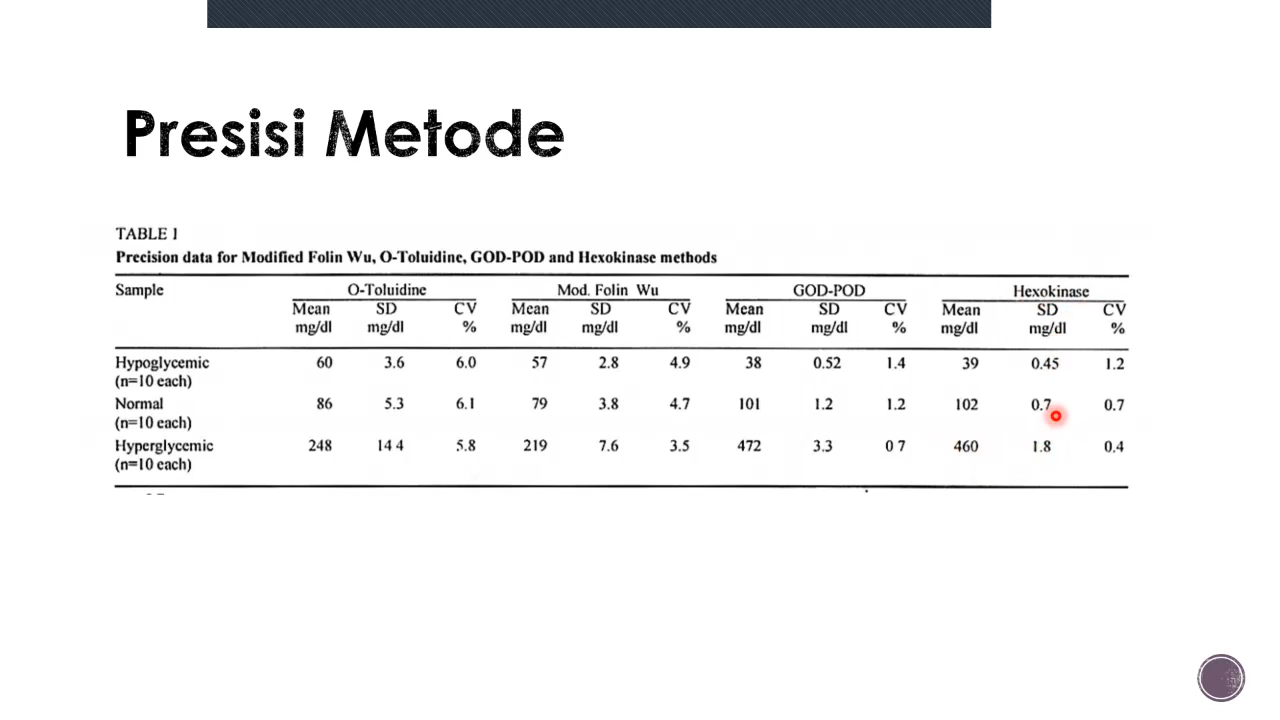 Presisi Metode
TABLE 1
Precision data for Modified Folin Wu, O-Toluidine, GOD-POD and Hexokinase methods
Sample O-Toluidine Mod. Folin Wu GOD-POD Hexokinase
Mean SD CV Mean SD CV Mean SD CV Mean SD CV
mg/dl mg/dl % mg/dl mg/dl % mg/dl mg/dl % mg/dl mg/dl %
Hypoglycemic 60 3.6 6.0 57 2.8 4.9 38 0.52 1.4 39 0.45 1.2
(n=10 each)
Normal 86 5.3 6.1 79 3.8 4.7 101 1.2 1.2 102 0.7 0.7
(n=10 each)
Hyperglycemic 248 14 4 5.8 219 7.6 3.5 472 3.3 0 7 460 1.8 0.4
(n=10 each)